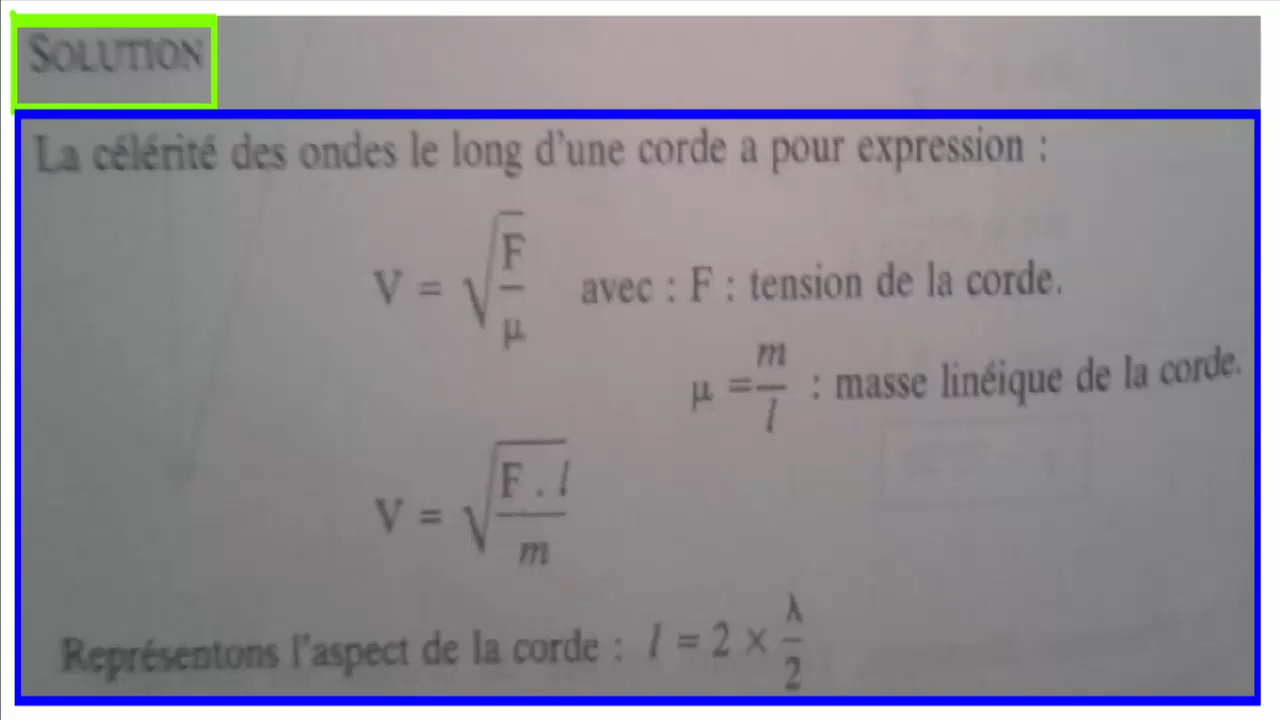 SOLUTION
La célérité des ondes le long d'une corde a pour expression :
V = √(F/μ) avec : F : tension de la corde.
μ = m/l : masse linéique de la corde.
V = √(F . l/m)
Représentons l'aspect de la corde : l = 2 × λ/2